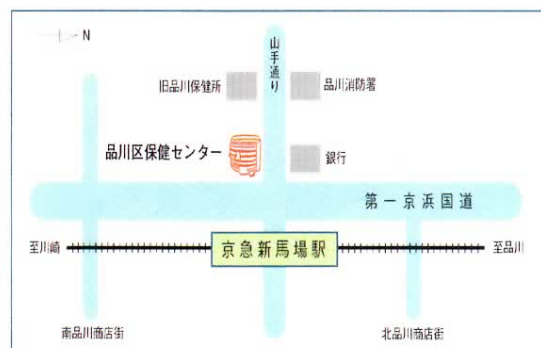 N
山手通り
旧品川保健所
品川消防署
品川区保健センター
銀行
第一京浜国道
至川崎
京急新馬場駅
至品川
南品川商店街
北品川商店街